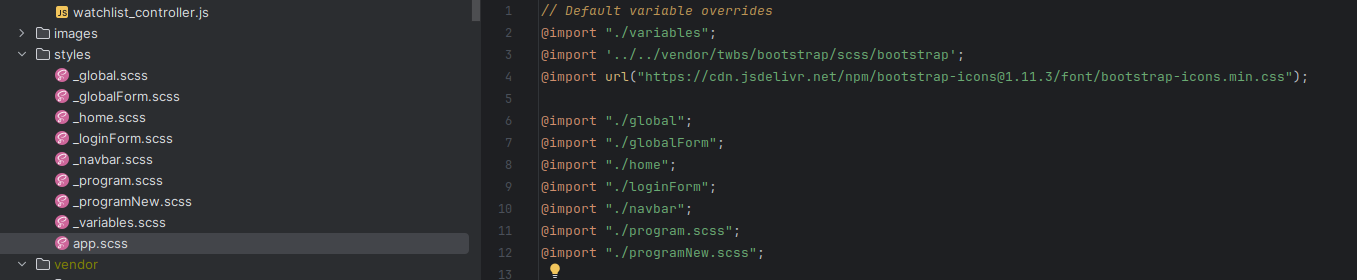 watchlist_controller.js
images
styles
_global.scss
_globalForm.scss
_home.scss
_loginForm.scss
_navbar.scss
_program.scss
_programNew.scss
_variables.scss
app.scss
vendor
1 // Default variable overrides
2 @import "./variables";
3 @import '../../vendor/twbs/bootstrap/scss/bootstrap';
4 @import url("https://cdn.jsdelivr.net/npm/bootstrap-icons@1.11.3/font/bootstrap-icons.min.css");
5
6 @import "./global";
7 @import "./globalForm";
8 @import "./home";
9 @import "./loginForm";
10 @import "./navbar";
11 @import "./program.scss";
12 @import "./programNew.scss";
13